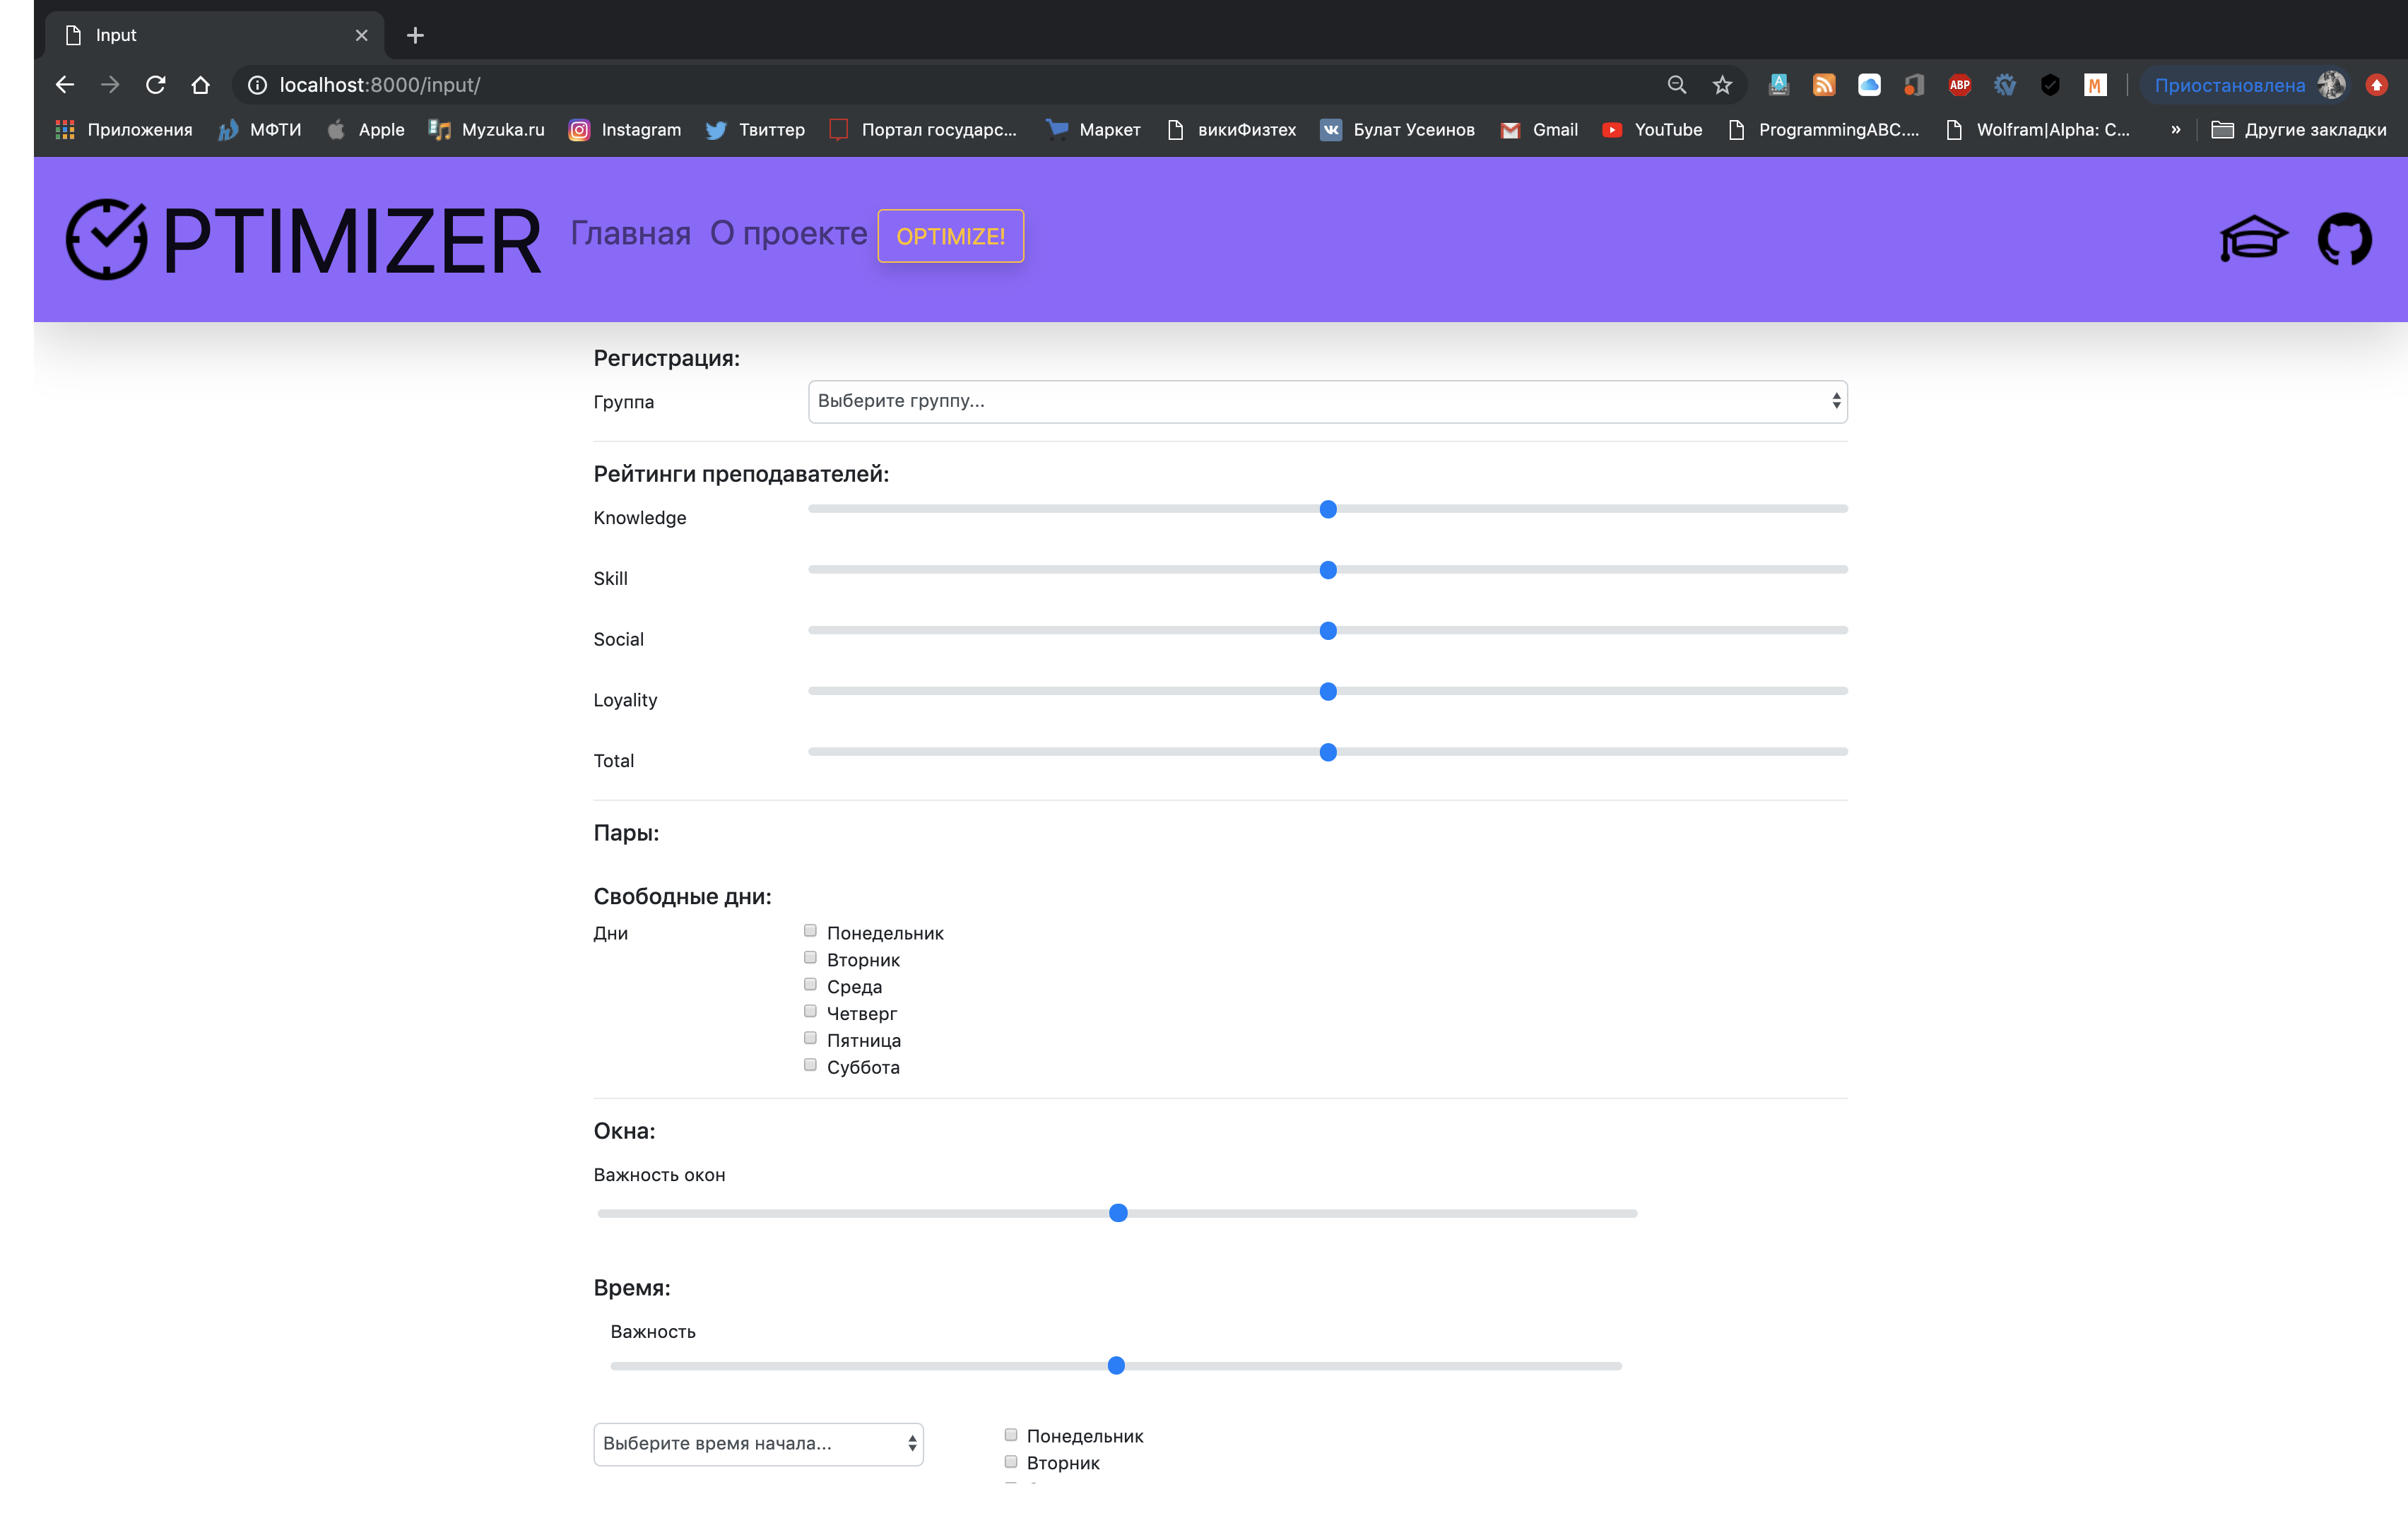 Input
localhost:8000/input/
ABP
M
Приостановлена
Приложения МФТИ Apple Myzuka.ru Instagram Твиттер Портал государс... Маркет викиФизтех Булат Усеинов Gmail YouTube ProgrammingABC.... Wolfram|Alpha: C... » Другие закладки
PTIMIZER Главная О проекте OPTIMIZE!
Регистрация:
Группа Выберите группу...
Рейтинги преподавателей:
Knowledge
Skill
Social
Loyality
Total
Пары:
Свободные дни:
Дни Понедельник
Вторник
Среда
Четверг
Пятница
Суббота
Окна:
Важность окон
Время:
Важность
Выберите время начала... Понедельник
Вторник